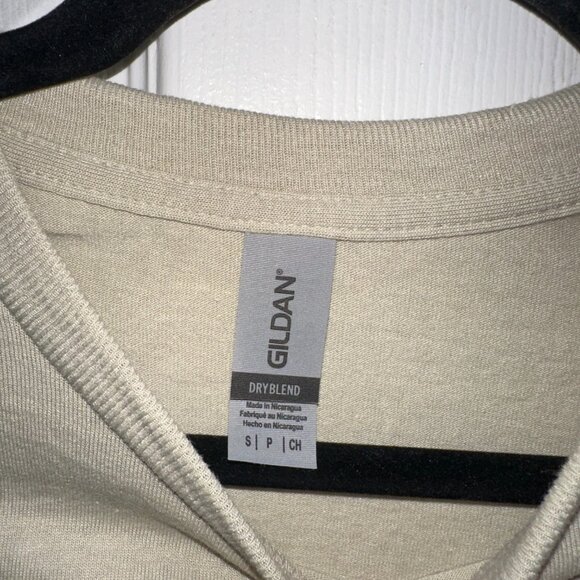 GILDAN®
DRYBLEND
Made in Nicaragua
Fabriqué au Nicaragua
Hecho en Nicaragua
S | P | CH